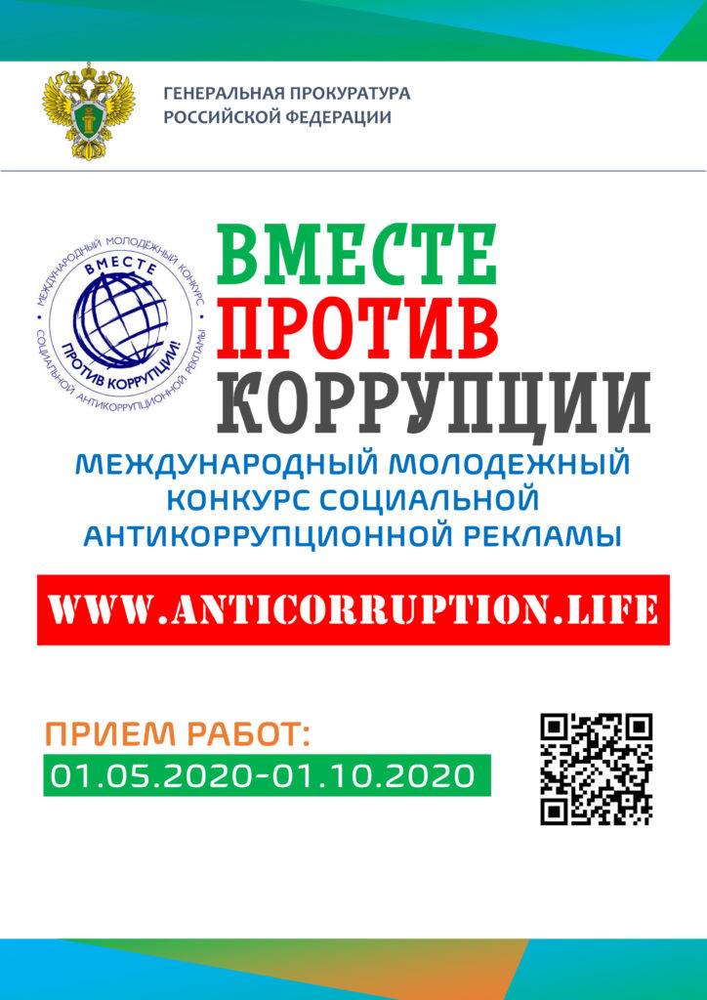 ГЕНЕРАЛЬНАЯ ПРОКУРАТУРА
РОССИЙСКОЙ ФЕДЕРАЦИИ
МЕЖДУНАРОДНЫЙ МОЛОДЁЖНЫЙ КОНКУРС
СОЦИАЛЬНОЙ АНТИКОРРУПЦИОННОЙ РЕКЛАМЫ
ВМЕСТЕ
ПРОТИВ КОРРУПЦИИ!
ВМЕСТЕ
ПРОТИВ
КОРРУПЦИИ
МЕЖДУНАРОДНЫЙ МОЛОДЕЖНЫЙ
КОНКУРС СОЦИАЛЬНОЙ
АНТИКОРРУПЦИОННОЙ РЕКЛАМЫ
WWW.ANTICORRUPTION.LIFE
ПРИЕМ РАБОТ:
01.05.2020-01.10.2020